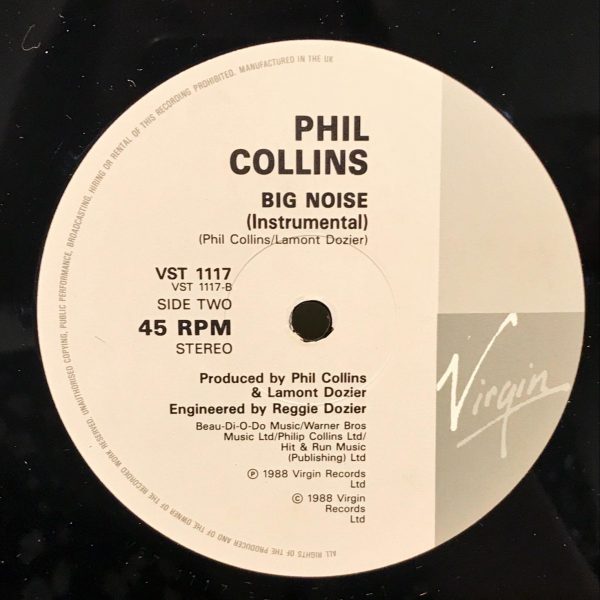 PHIL
COLLINS
BIG NOISE
(Instrumental)
(Phil Collins/Lamont Dozier)
VST 1117
VST 1117-B
SIDE TWO
45 RPM
STEREO
Produced by Phil Collins
& Lamont Dozier
Engineered by Reggie Dozier
Beau-Di-O-Do Music/Warner Bros
Music Ltd/Philip Collins Ltd/
Hit & Run Music
(Publishing) Ltd
℗ 1988 Virgin Records
Ltd
© 1988 Virgin
Records
Ltd
Virgin
ALL RIGHTS OF THE PRODUCER AND OF THE OWNER OF THE RECORDED WORK RESERVED. UNAUTHORISED COPYING, PUBLIC PERFORMANCE, BROADCASTING, HIRING OR RENTAL OF THIS RECORDING PROHIBITED. MANUFACTURED IN THE UK